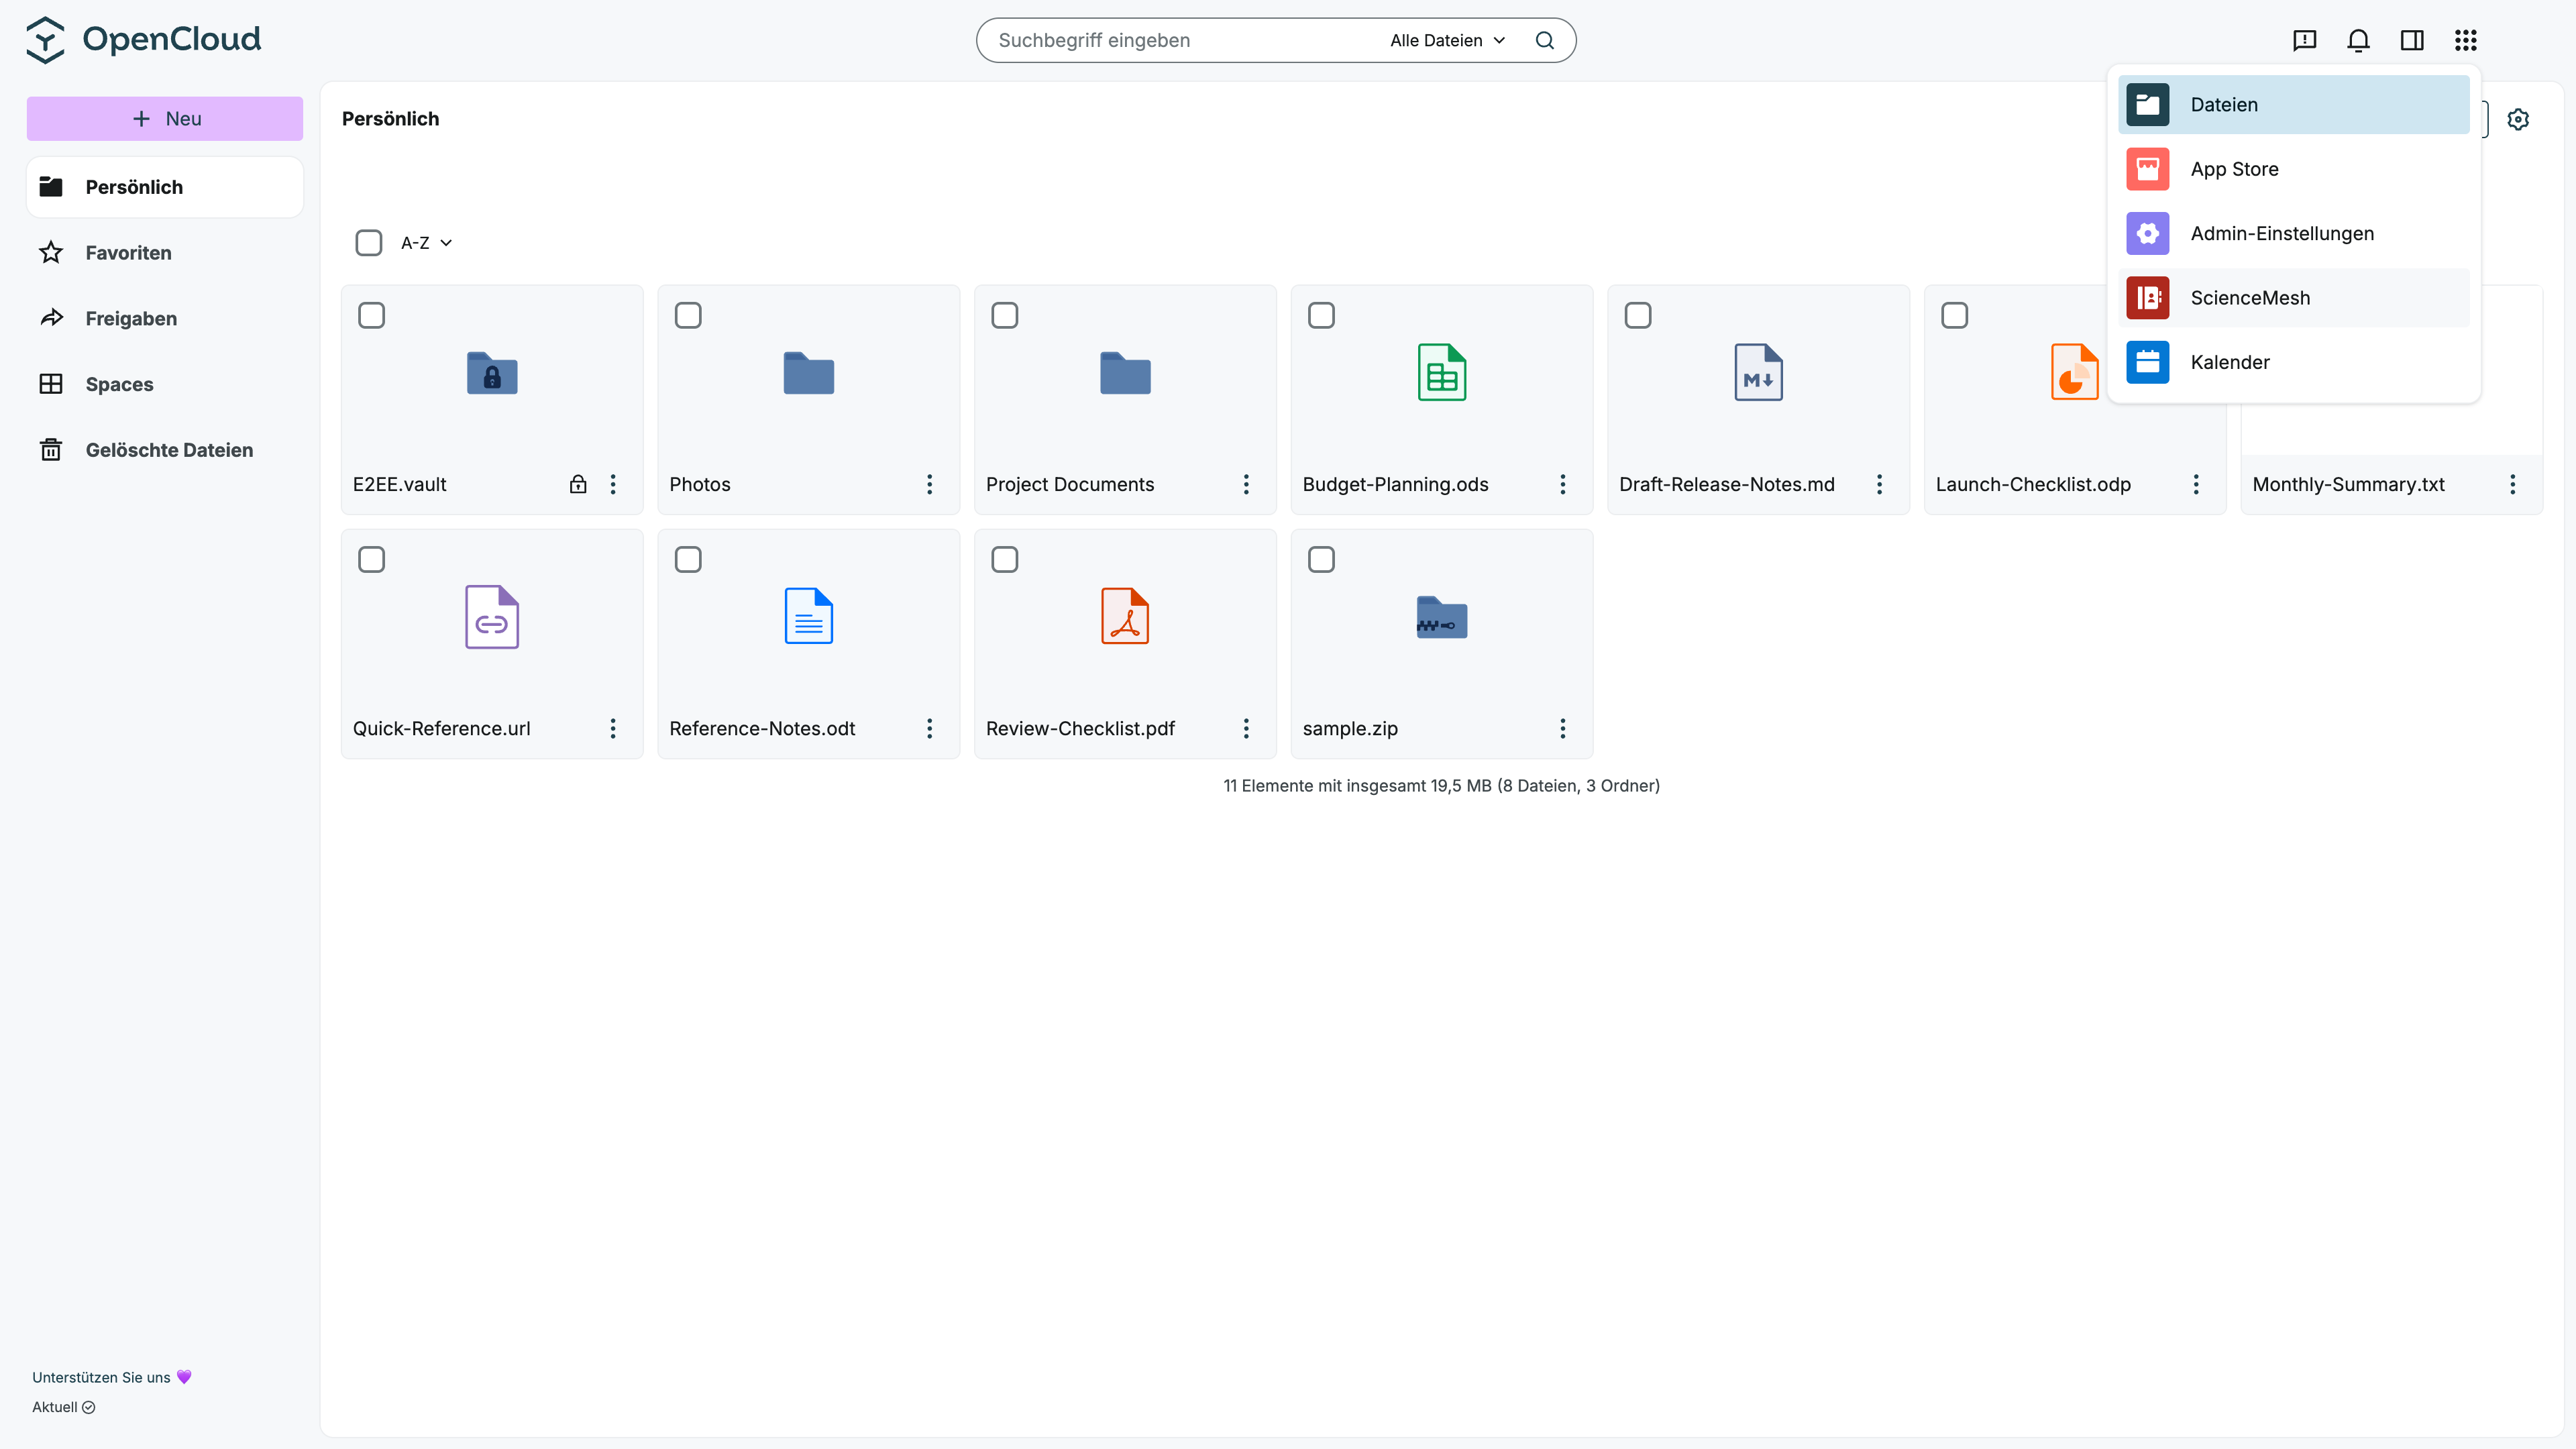 OpenCloud
Suchbegriff eingeben
Alle Dateien
Neu
Persönlich
Favoriten
Freigaben
Spaces
Gelöschte Dateien
Persönlich
A-Z
Dateien
App Store
Admin-Einstellungen
ScienceMesh
Kalender
E2EE.vault
Photos
Project Documents
Budget-Planning.ods
M
Draft-Release-Notes.md
Launch-Checklist.odp
Monthly-Summary.txt
Quick-Reference.url
Reference-Notes.odt
Review-Checklist.pdf
sample.zip
11 Elemente mit insgesamt 19,5 MB (8 Dateien, 3 Ordner)
Unterstützen Sie uns 💜
Aktuell